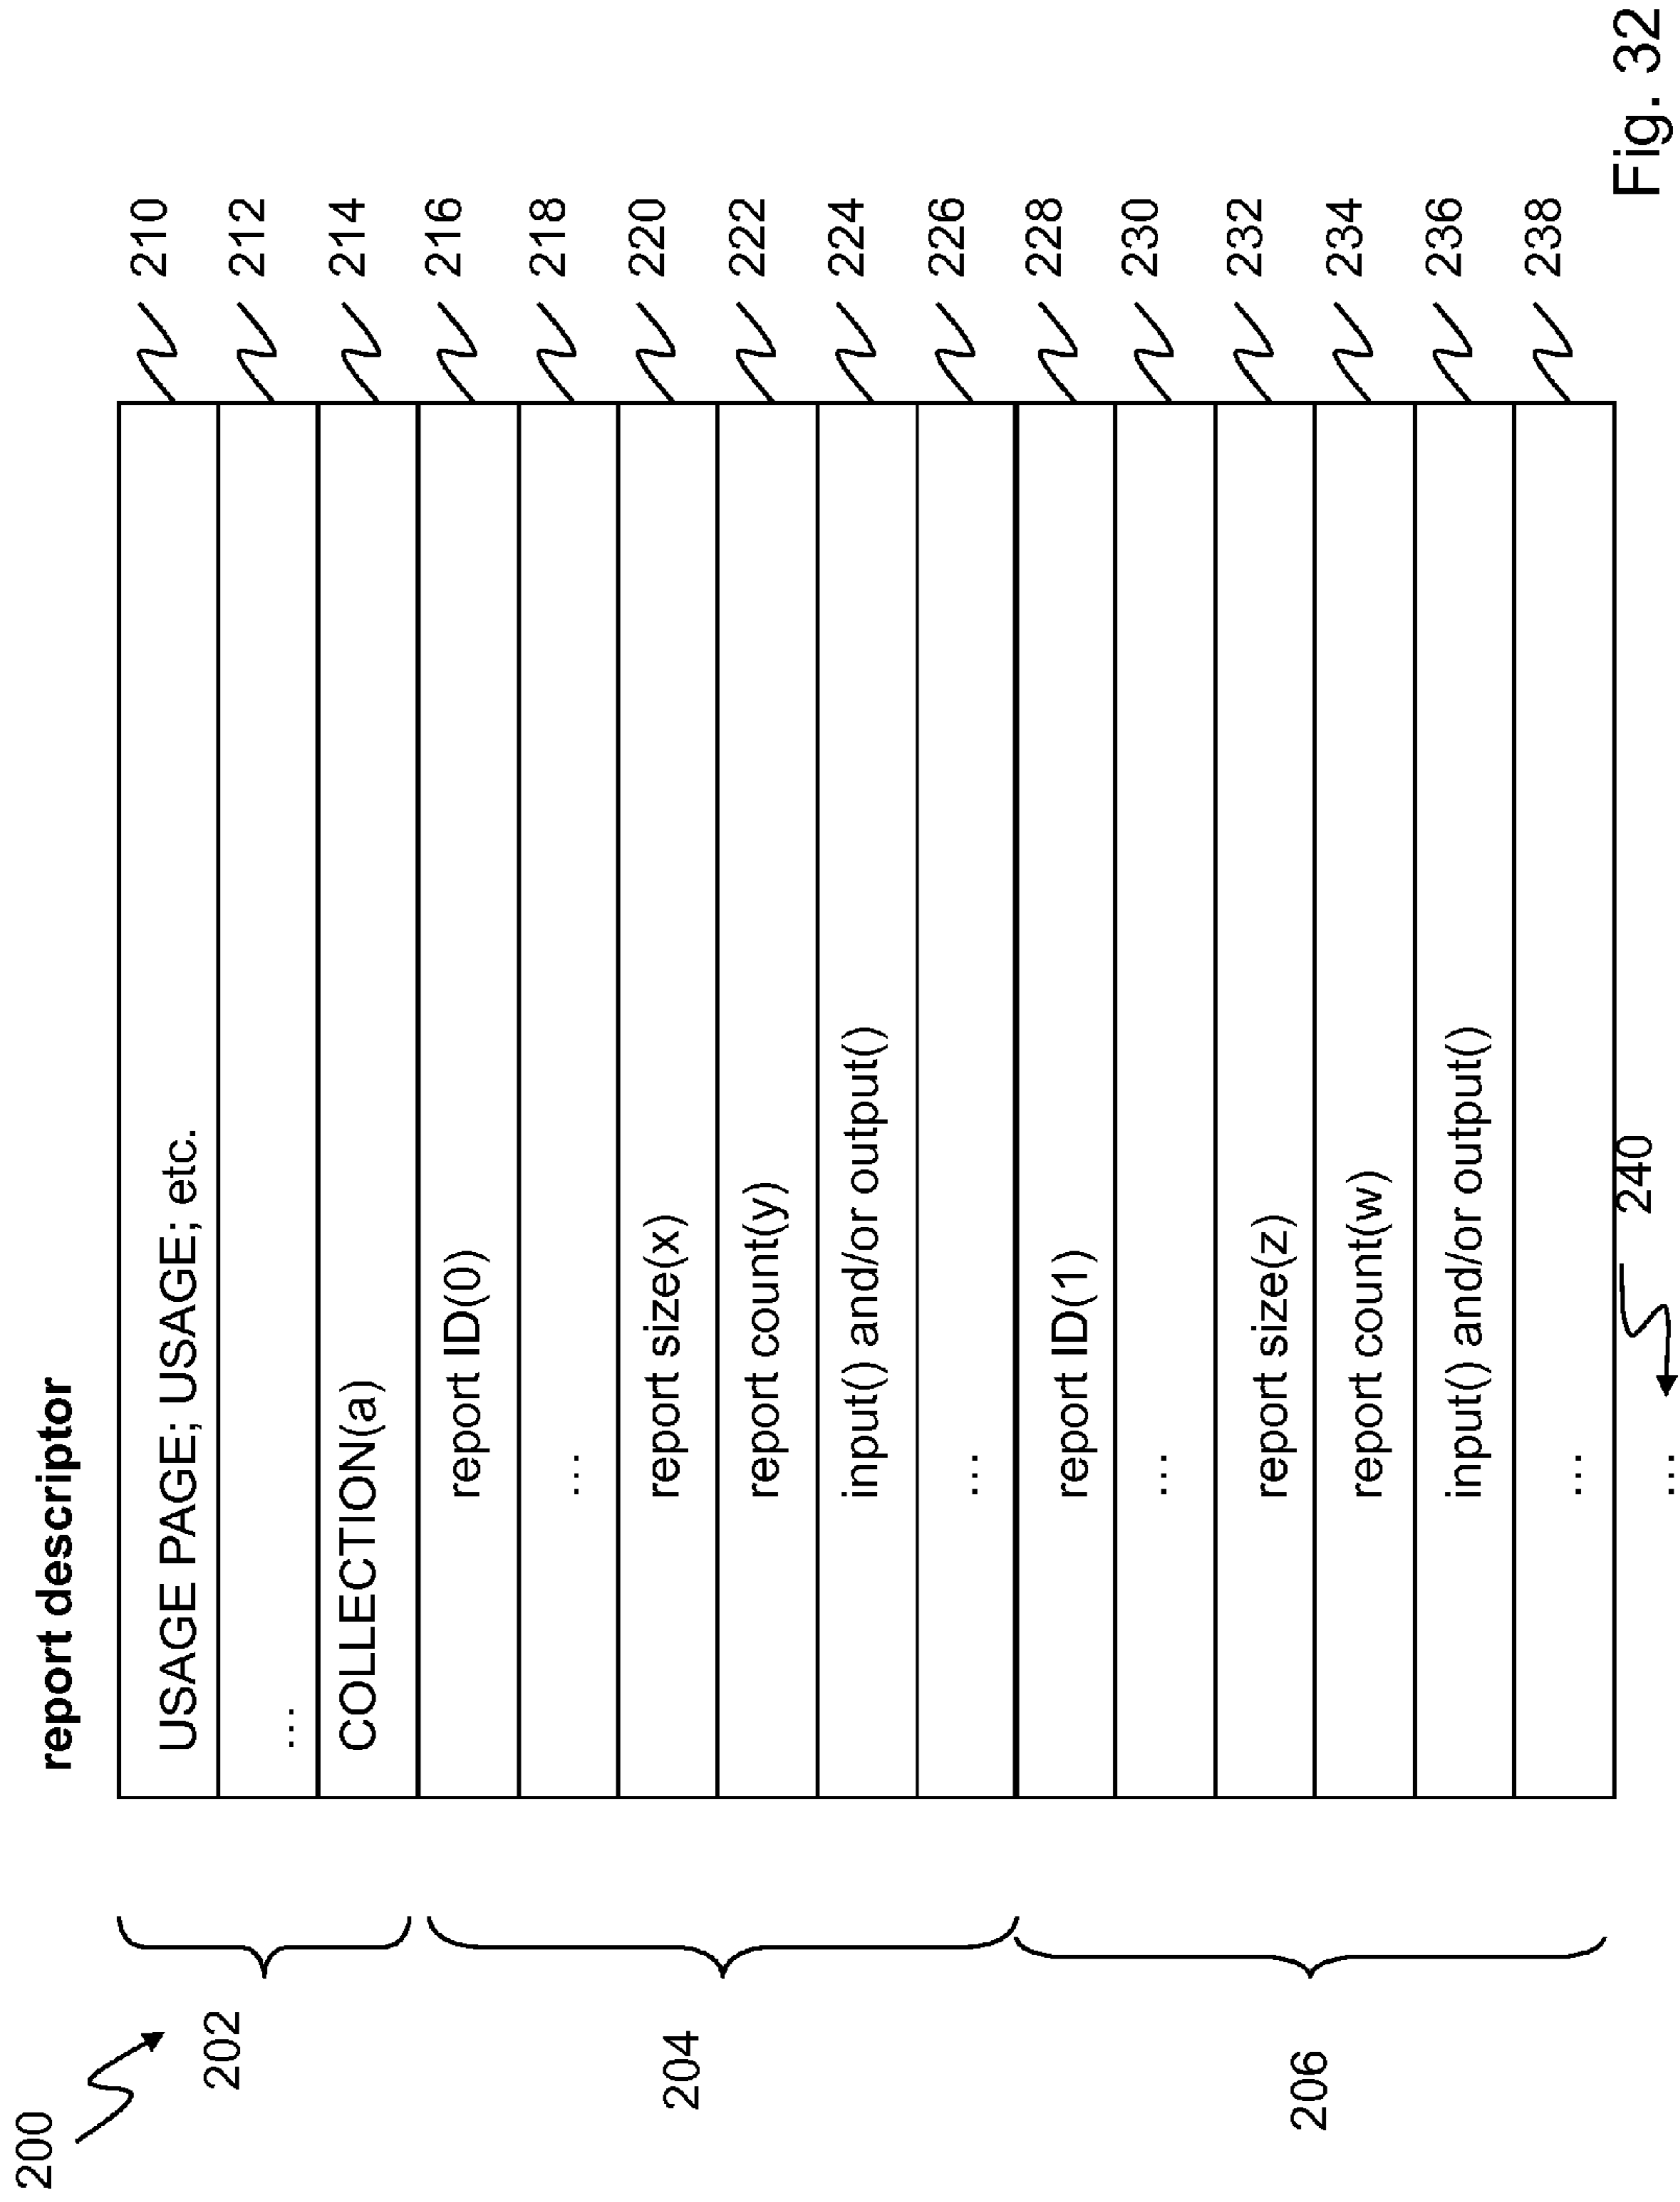 200
report descriptor
202
USAGE PAGE; USAGE; USAGE; etc.
210
...
212
COLLECTION(a)
214
204
report ID(0)
216
...
218
report size(x)
220
report count(y)
222
input() and/or output()
224
...
226
206
report ID(1)
228
...
230
report size(z)
232
report count(w)
234
input() and/or output()
236
...
238
...
240
Fig. 32